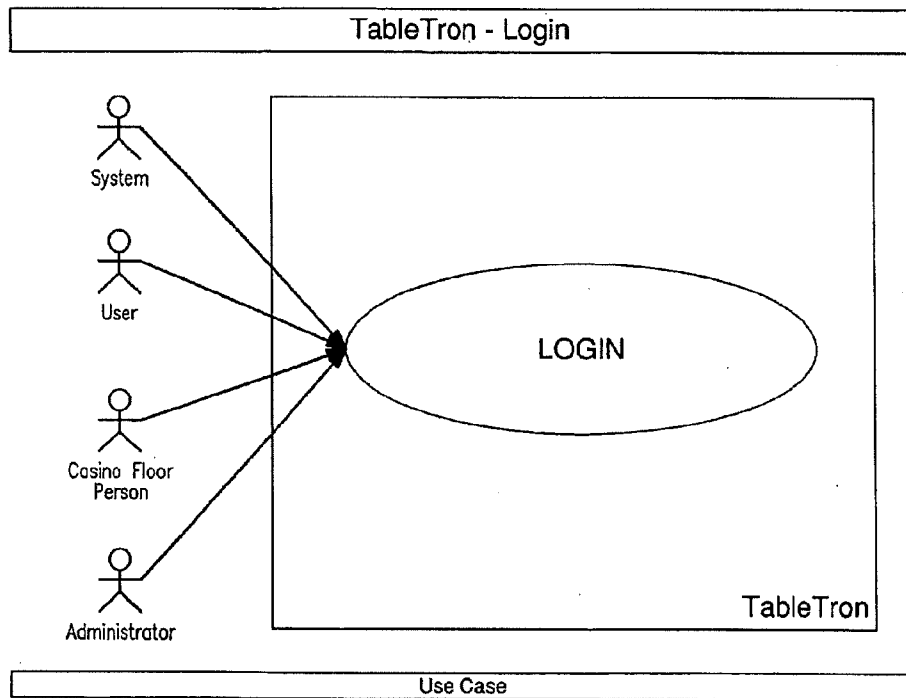 TableTron - Login
System
User
LOGIN
Casino Floor
Person
Administrator
TableTron
Use Case